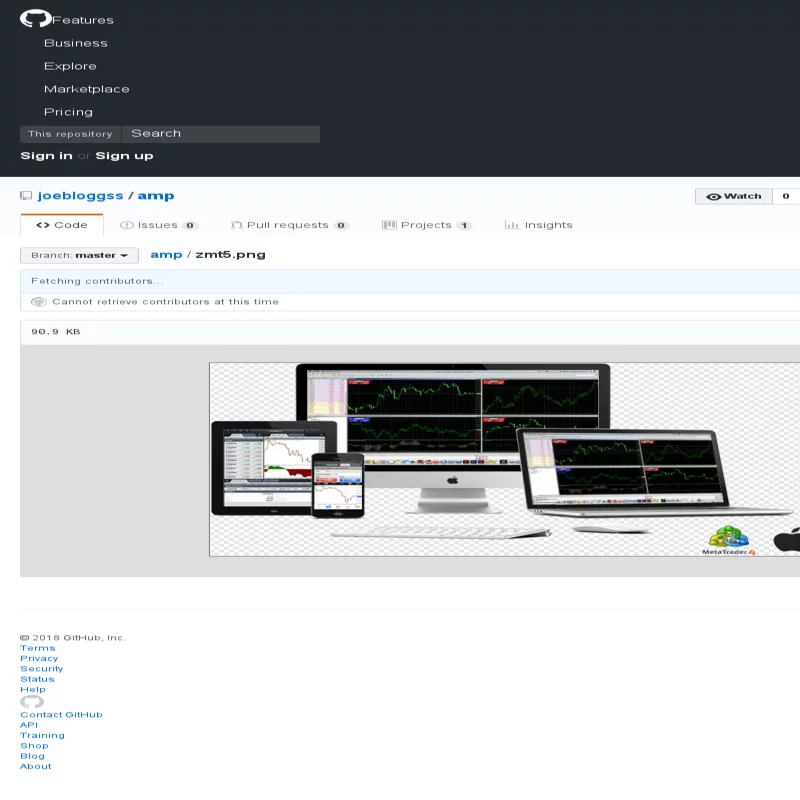 Features
Business
Explore
Marketplace
Pricing
This repository Search
Sign in or Sign up
joebloggss / amp
Watch 0
Code Issues 0 Pull requests 0 Projects 1 Insights
Branch: master amp / zmt5.png
Fetching contributors...
Cannot retrieve contributors at this time
90.9 KB
MetaTrader 4
© 2018 GitHub, Inc.
Terms
Privacy
Security
Status
Help
Contact GitHub
API
Training
Shop
Blog
About